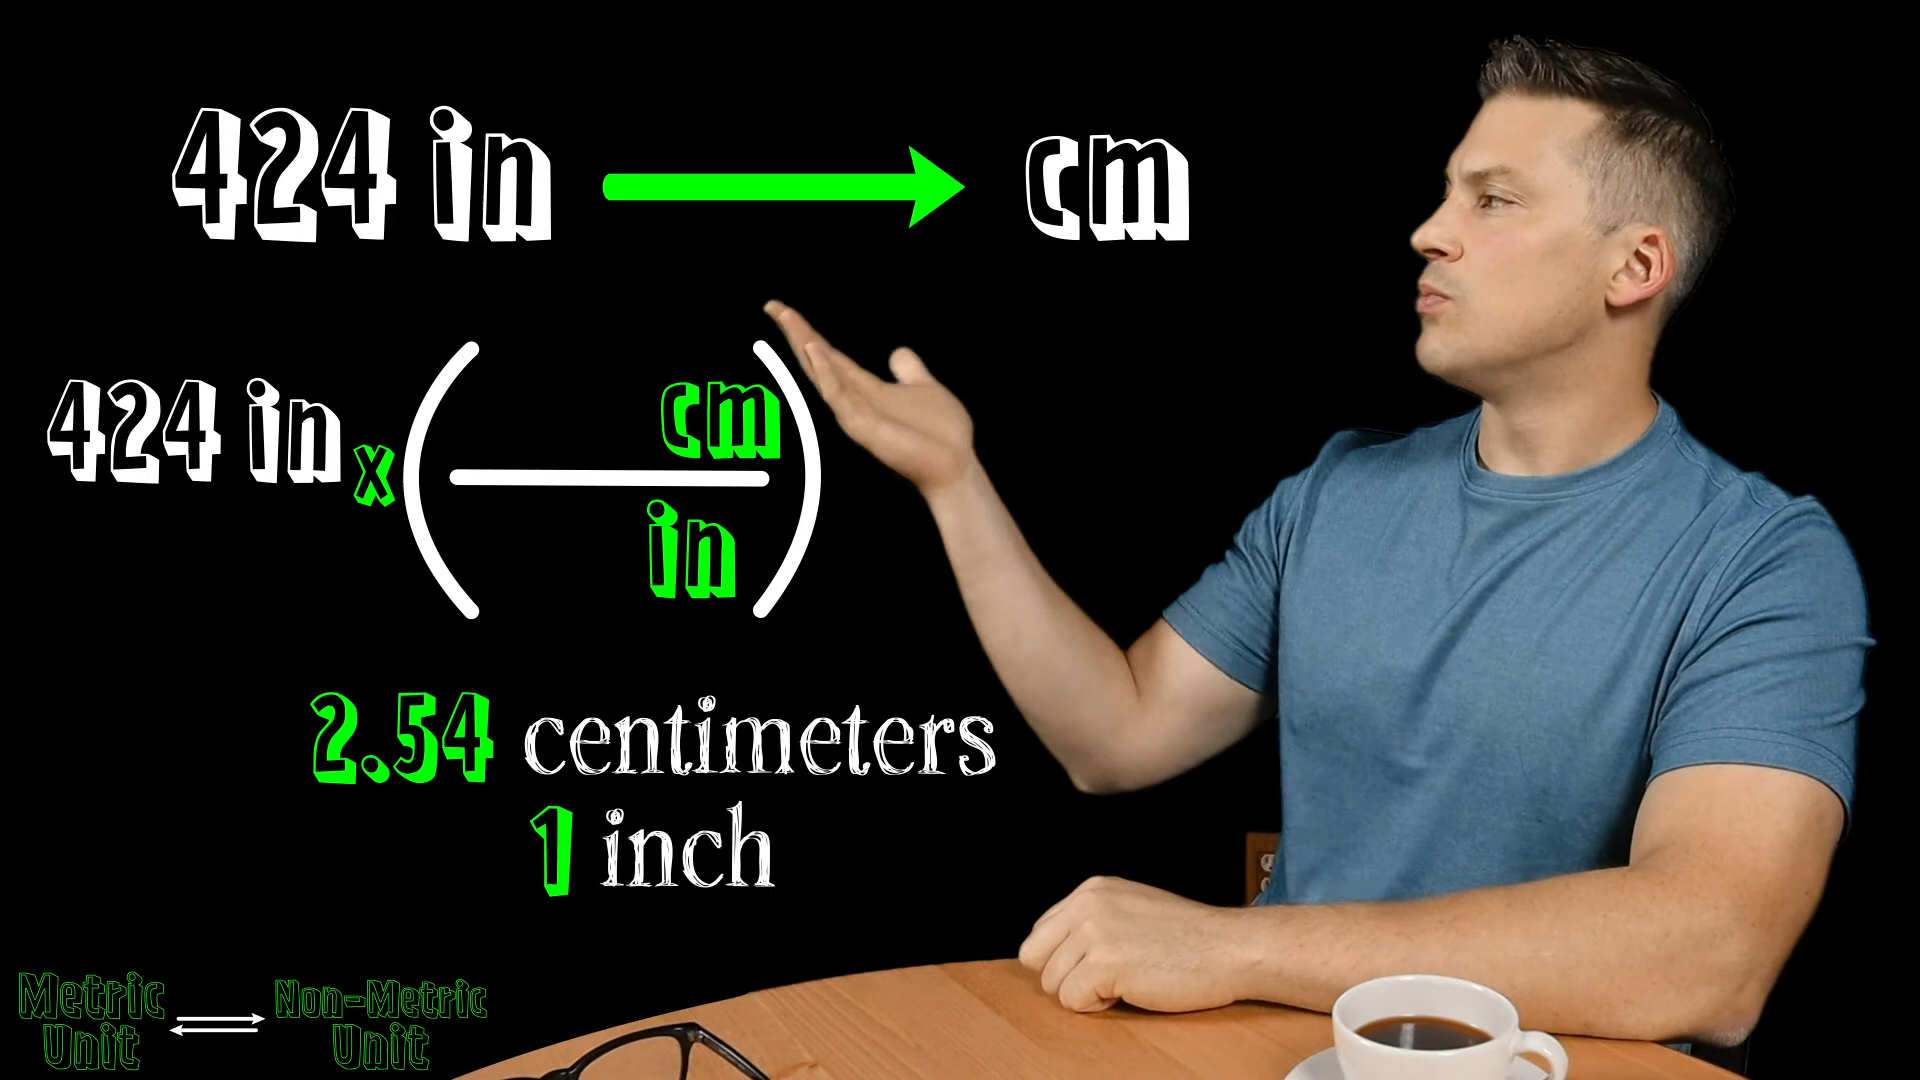 424 in cm
424 in x ( cm
in )
2.54 centimeters
1 inch
Metric Non-Metric
Unit Unit